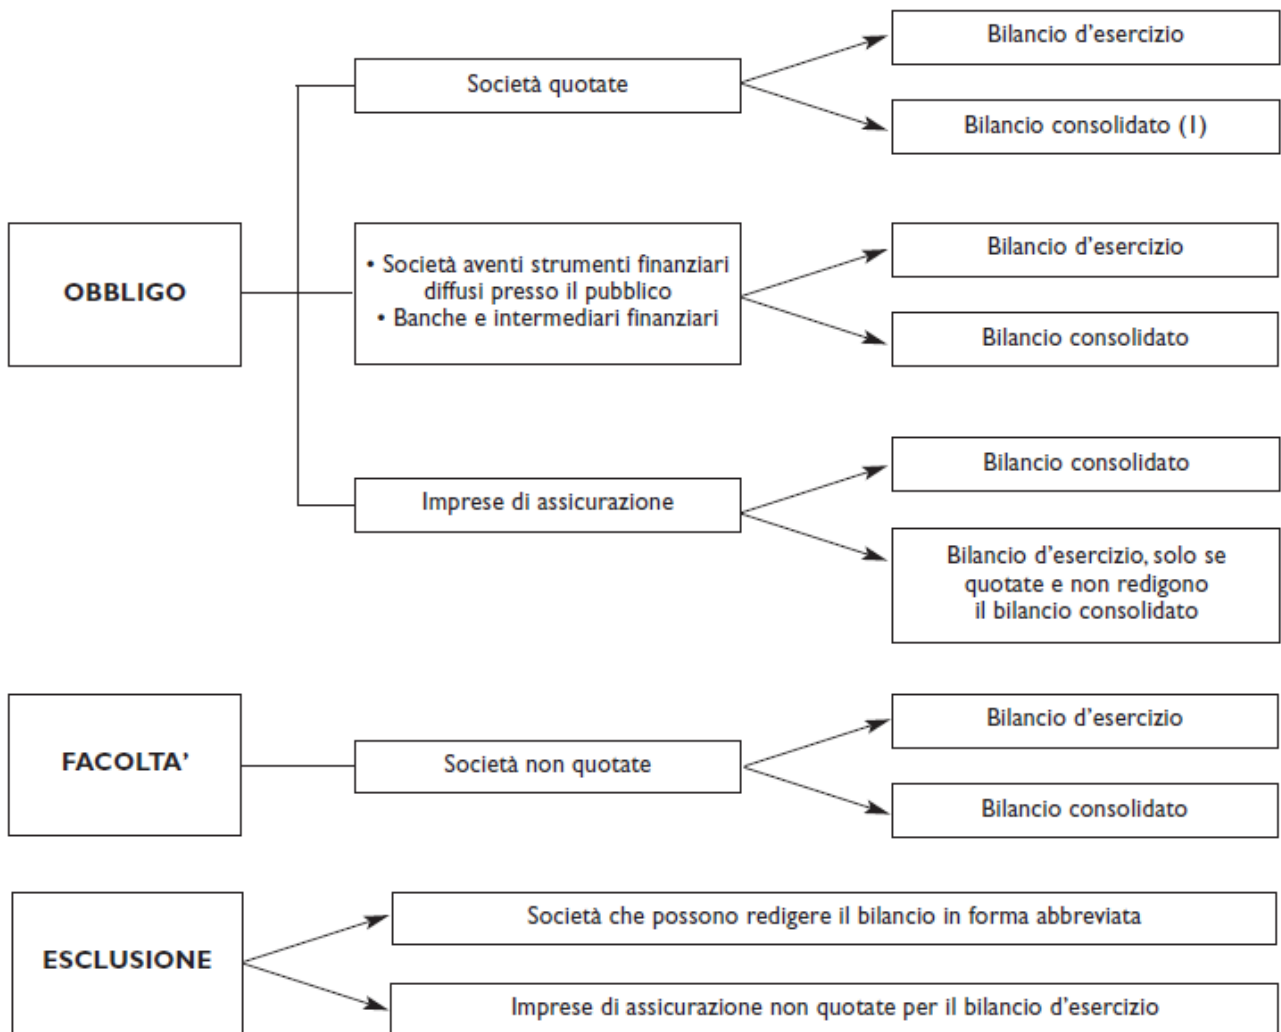 Bilancio d'esercizio
Società quotate
Bilancio consolidato (1)
OBBLIGO
• Società aventi strumenti finanziari
diffusi presso il pubblico
• Banche e intermediari finanziari
Bilancio d'esercizio
Bilancio consolidato
Imprese di assicurazione
Bilancio consolidato
Bilancio d'esercizio, solo se
quotate e non redigono
il bilancio consolidato
FACOLTA'
Società non quotate
Bilancio d'esercizio
Bilancio consolidato
ESCLUSIONE
Società che possono redigere il bilancio in forma abbreviata
Imprese di assicurazione non quotate per il bilancio d'esercizio